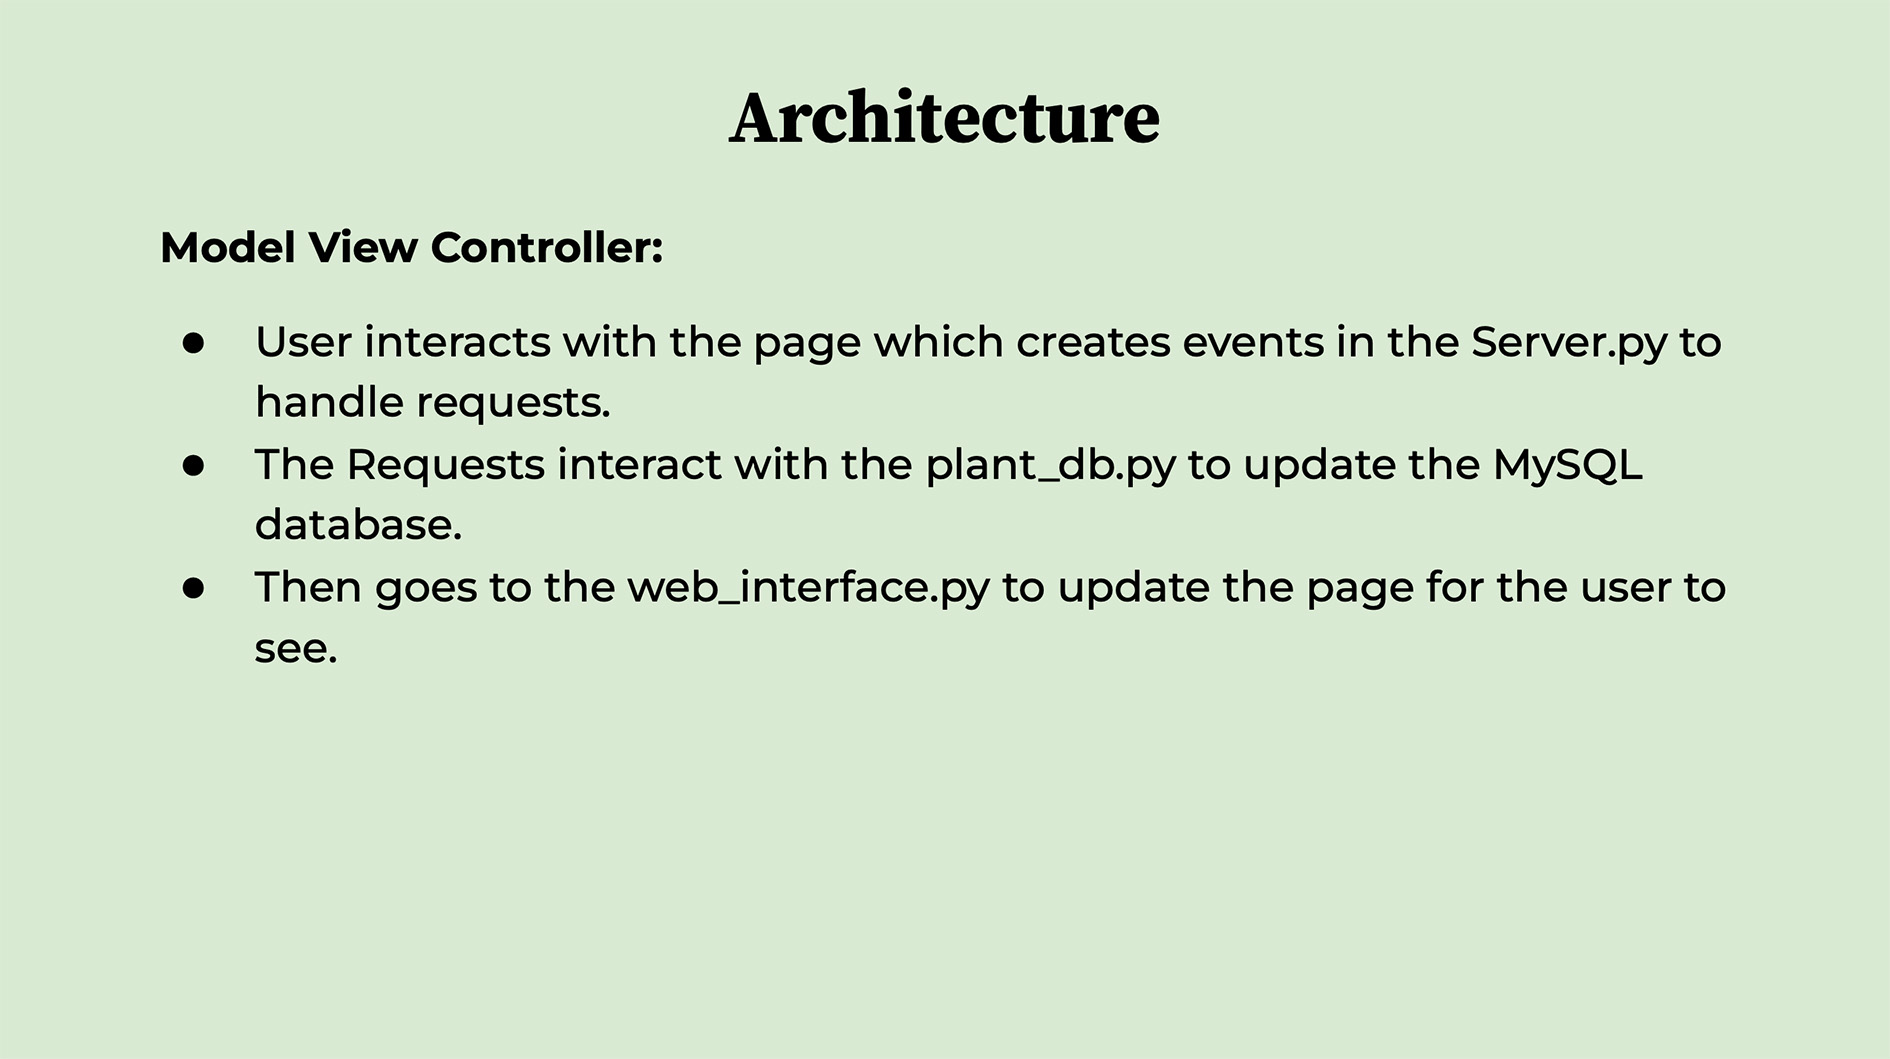 Architecture
Model View Controller:
● User interacts with the page which creates events in the Server.py to
handle requests.
● The Requests interact with the plant_db.py to update the MySQL
database.
● Then goes to the web_interface.py to update the page for the user to
see.